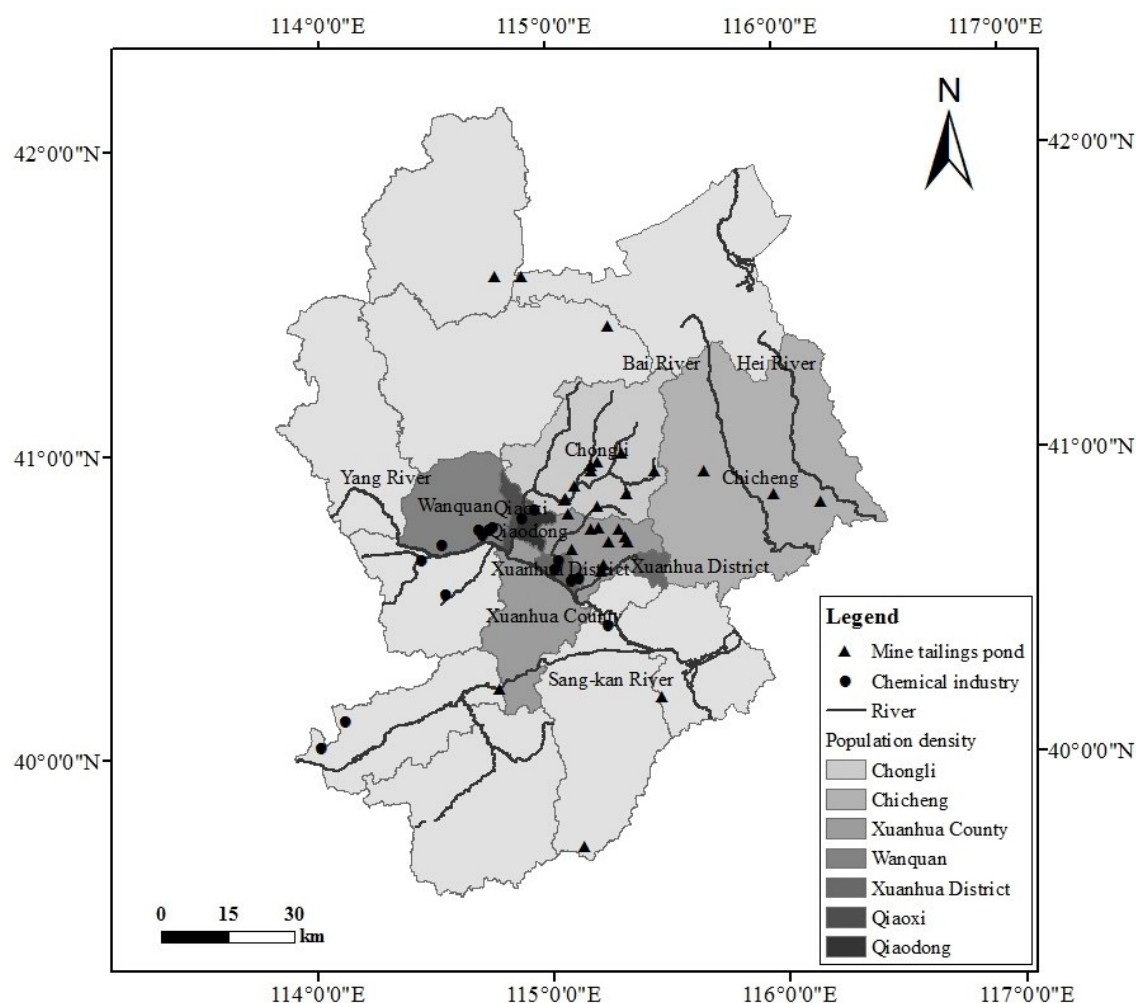 114°0'0"E 115°0'0"E 116°0'0"E 117°0'0"E
N
42°0'0"N 42°0'0"N
Bai River Hei River
41°0'0"N Chongli 41°0'0"N
Yang River Chicheng
Wanquan Qiaoxi
Qiaodong
Xuanhua District Xuanhua District
Xuanhua County
Sang-kan River
40°0'0"N 40°0'0"N
Legend
Mine tailings pond
Chemical industry
River
Population density
Chongli
Chicheng
Xuanhua County
Wanquan
Xuanhua District
Qiaoxi
Qiaodong
0 15 30
km
114°0'0"E 115°0'0"E 116°0'0"E 117°0'0"E